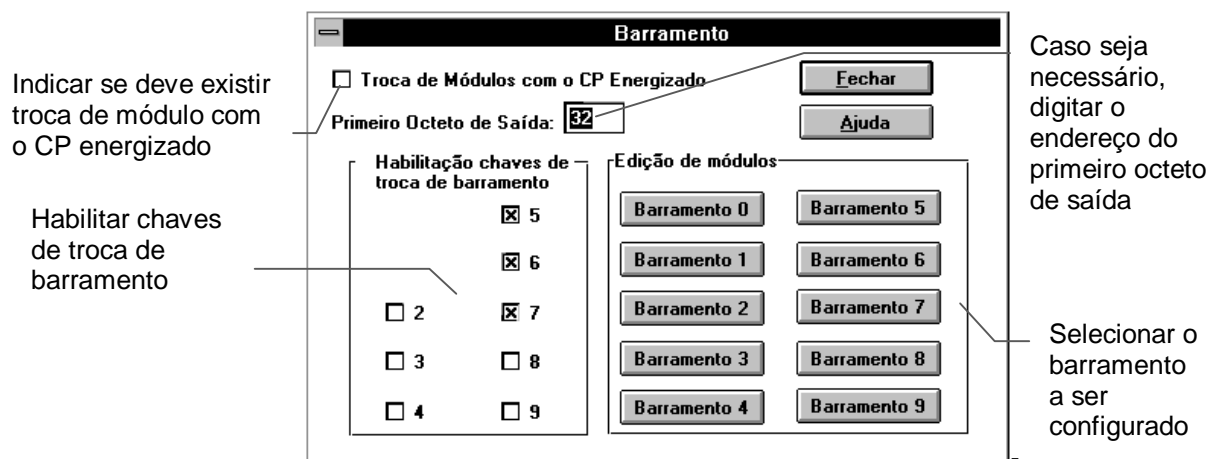 Barramento
Indicar se deve existir
troca de módulo com
o CP energizado
Troca de Módulos com o CP Energizado
Primeiro Octeto de Saída: 32
Fechar
Ajuda
Caso seja
necessário,
digitar o
endereço do
primeiro octeto
de saída
Habilitar chaves
de troca de
barramento
Habilitação chaves de
troca de barramento
5
6
2 7
3 8
4 9
Edição de módulos
Barramento 0 Barramento 5
Barramento 1 Barramento 6
Barramento 2 Barramento 7
Barramento 3 Barramento 8
Barramento 4 Barramento 9
Selecionar o
barramento
a ser
configurado